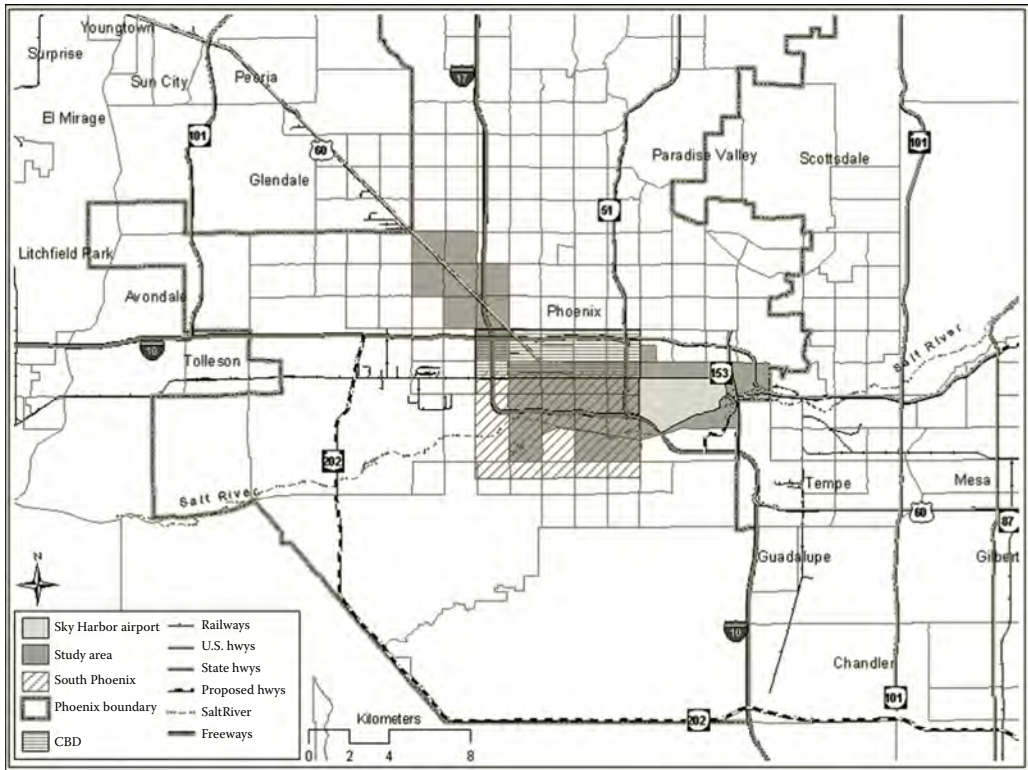 Youngtown
Surprise
Sun City
Peoria
17
El Mirage
101
60
Glendale
Paradise Valley
Scottsdale
101
51
Litchfield Park
Avondale
Phoenix
10
Tolleson
153
Salt River
202
Salt River
Tempe
Mesa
60
87
Guadalupe
Gilbert
N
10
Chandler
101
202
Sky Harbor airport
Study area
South Phoenix
Phoenix boundary
CBD
Railways
U.S. hwys
State hwys
Proposed hwys
SaltRiver
Freeways
Kilometers
0 2 4 8